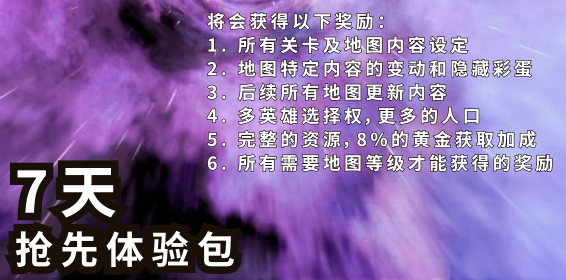 将会获得以下奖励：
1. 所有关卡及地图内容设定
2. 地图特定内容的变动和隐藏彩蛋
3. 后续所有地图更新内容
4. 多英雄选择权，更多的人口
5. 完整的资源，8%的黄金获取加成
6. 所有需要地图等级才能获得的奖励
7天
抢先体验包